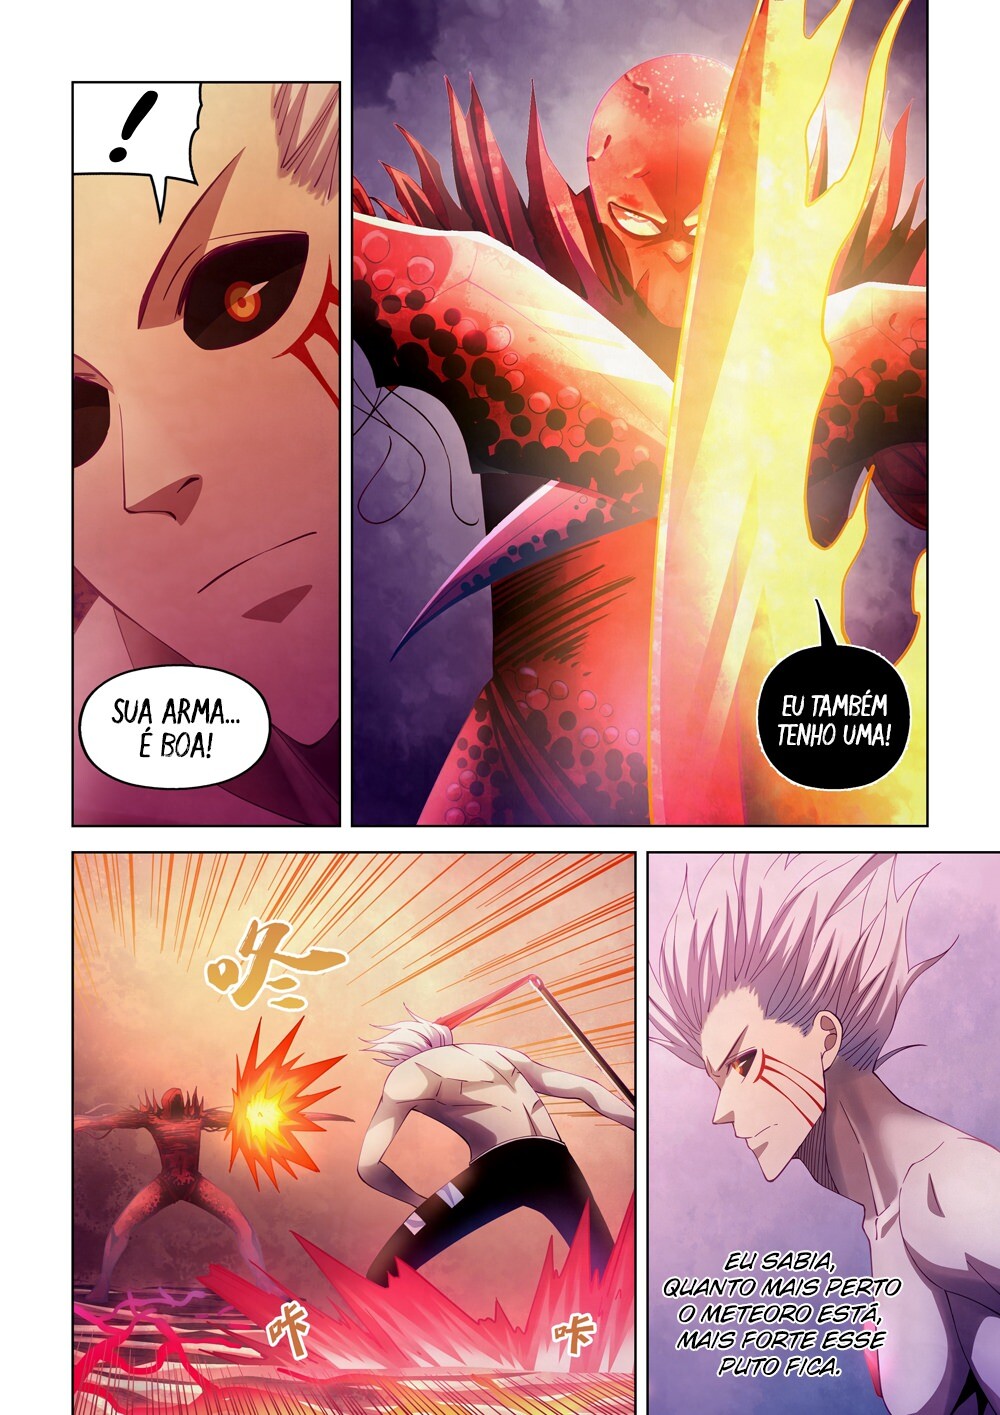 !
SUA ARMA...
É BOA!
EU TAMBÉM
TENHO UMA!
咚
咔
咔
EU SABIA,
QUANTO MAIS PERTO
O METEORO ESTÁ,
MAIS FORTE ESSE
PUTO FICA.